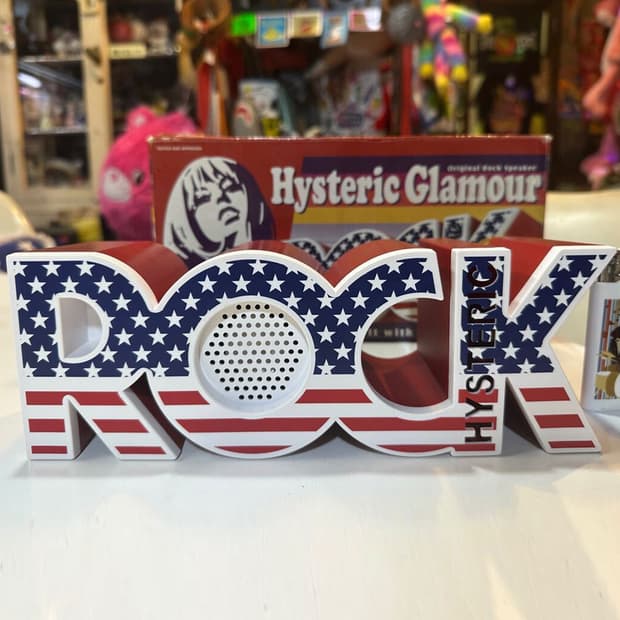 Original Rock Speaker
Hysteric Glamour
ROCK
HYSTERIC